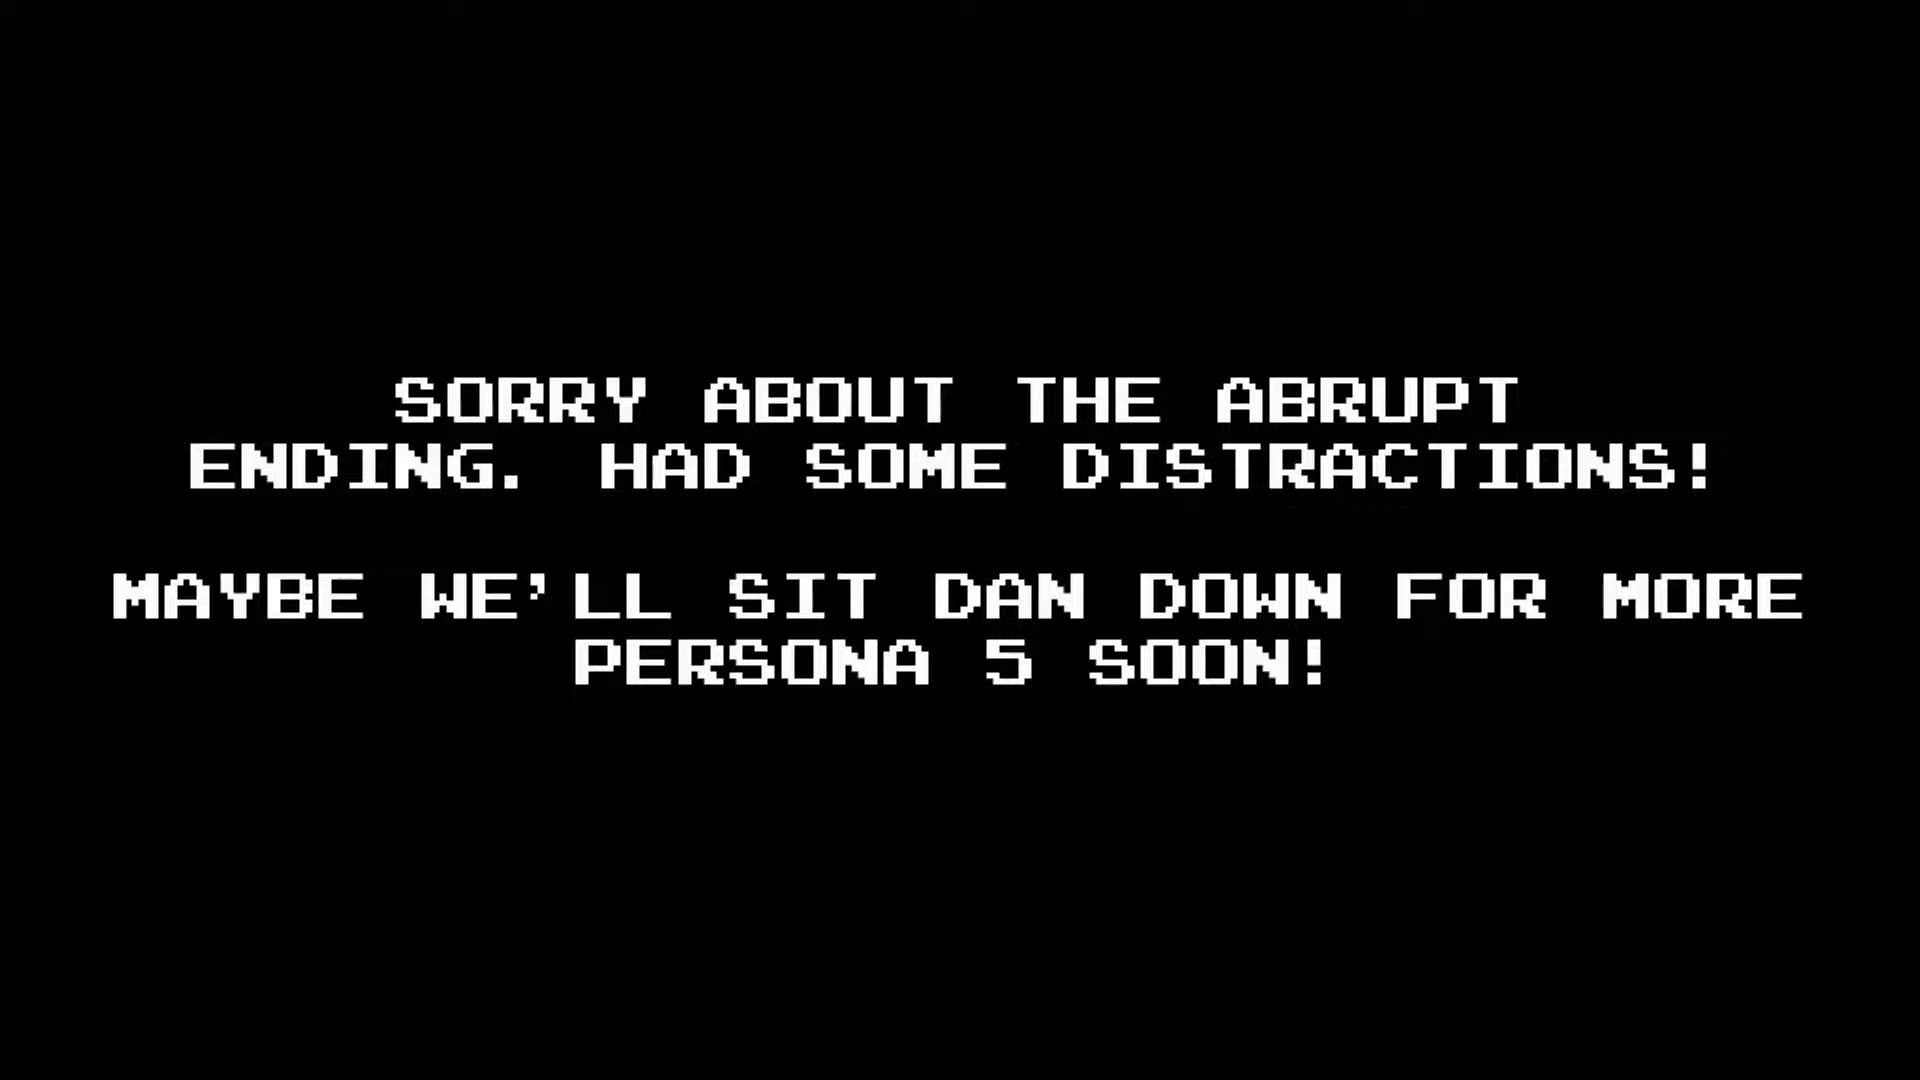 SORRY ABOUT THE ABRUPT
ENDING. HAD SOME DISTRACTIONS!
MAYBE WE'LL SIT DAN DOWN FOR MORE
PERSONA 5 SOON!